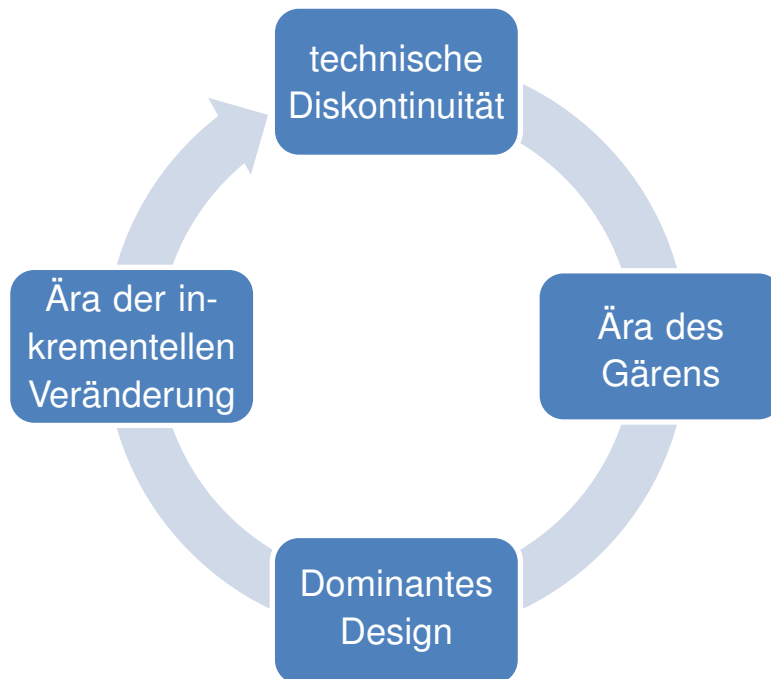 technische
Diskontinuität
Ära des
Gärens
Dominantes
Design
Ära der in-
krementellen
Veränderung